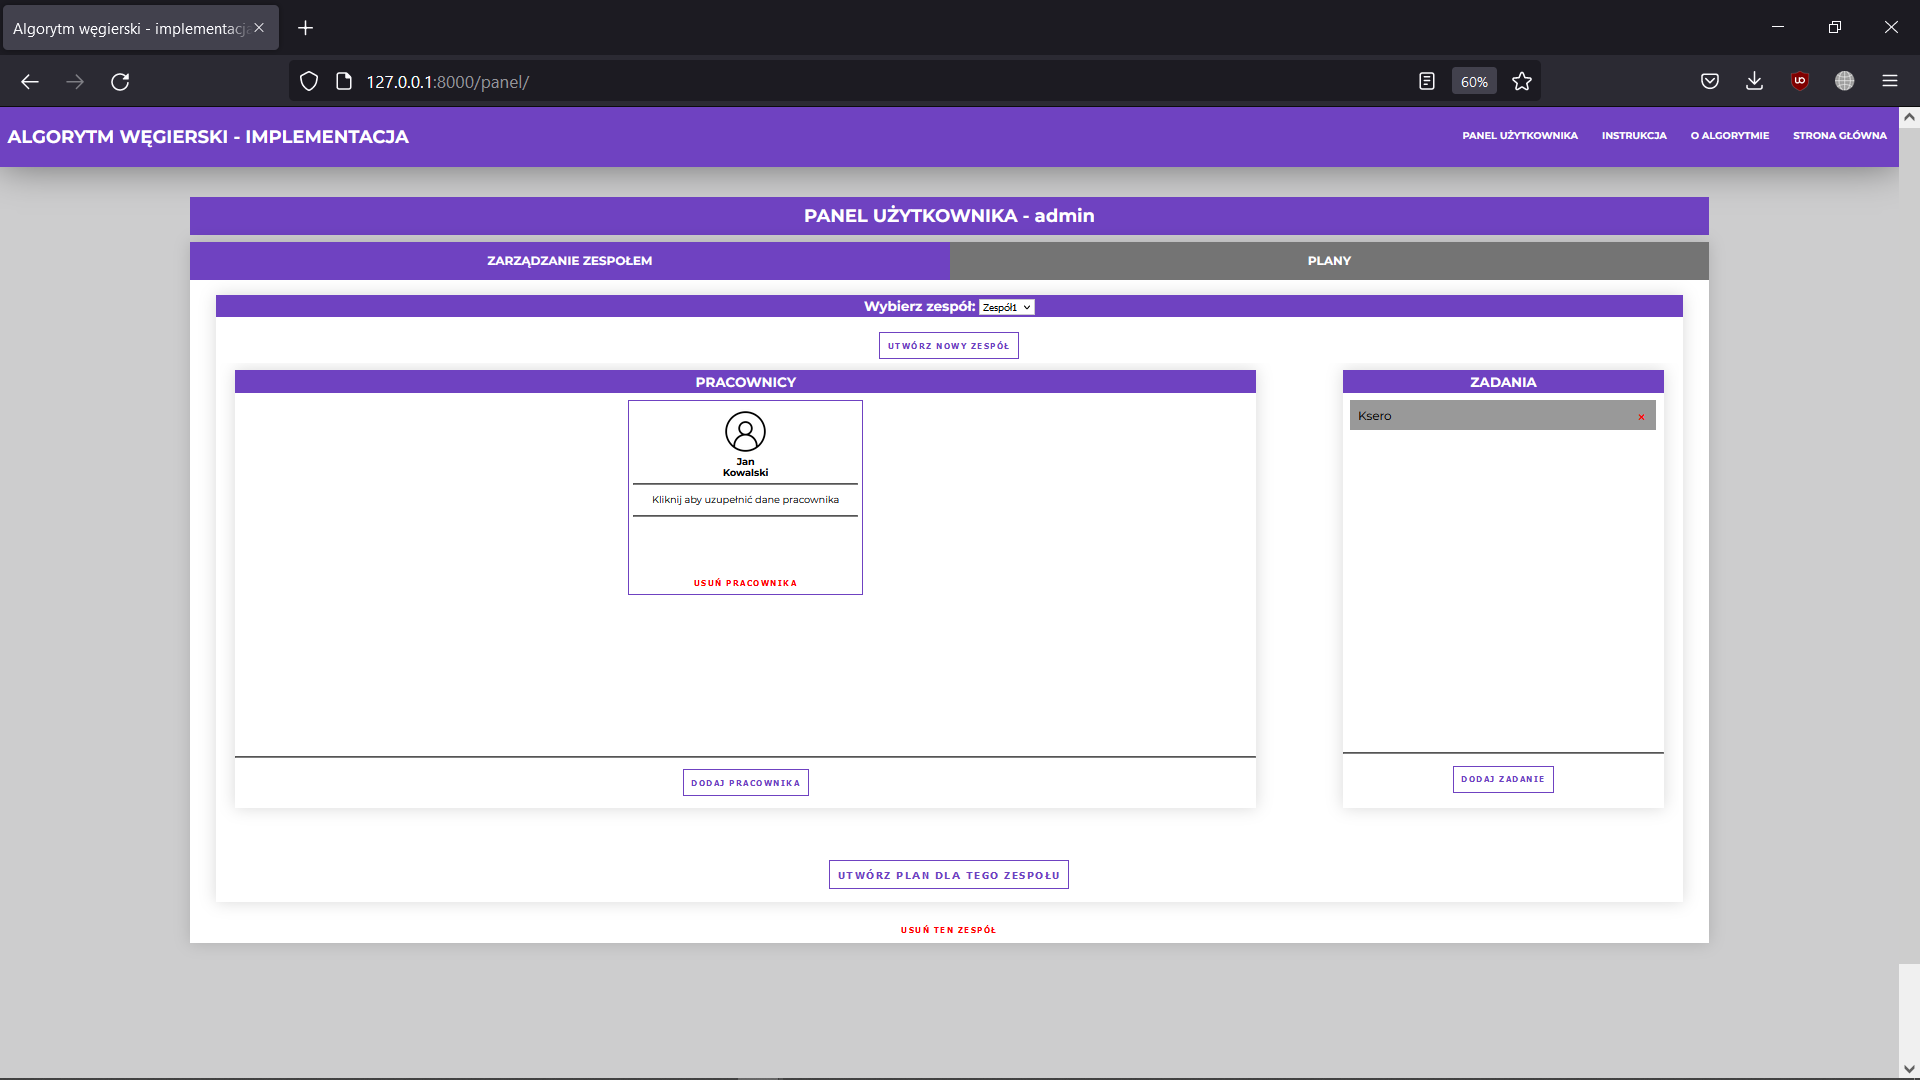 Algorytm węgierski - implementacja
127.0.0.1:8000/panel/
60%
ALGORYTM WĘGIERSKI - IMPLEMENTACJA
PANEL UŻYTKOWNIKA
INSTRUKCJA
O ALGORYTMIE
STRONA GŁÓWNA
PANEL UŻYTKOWNIKA - admin
ZARZĄDZANIE ZESPOŁEM
PLANY
Wybierz zespół: Zespół1
UTWÓRZ NOWY ZESPÓŁ
PRACOWNICY
Jan
Kowalski
Kliknij aby uzupełnić dane pracownika
USUŃ PRACOWNIKA
DODAJ PRACOWNIKA
ZADANIA
Ksero ×
DODAJ ZADANIE
UTWÓRZ PLAN DLA TEGO ZESPOŁU
USUŃ TEN ZESPÓŁ